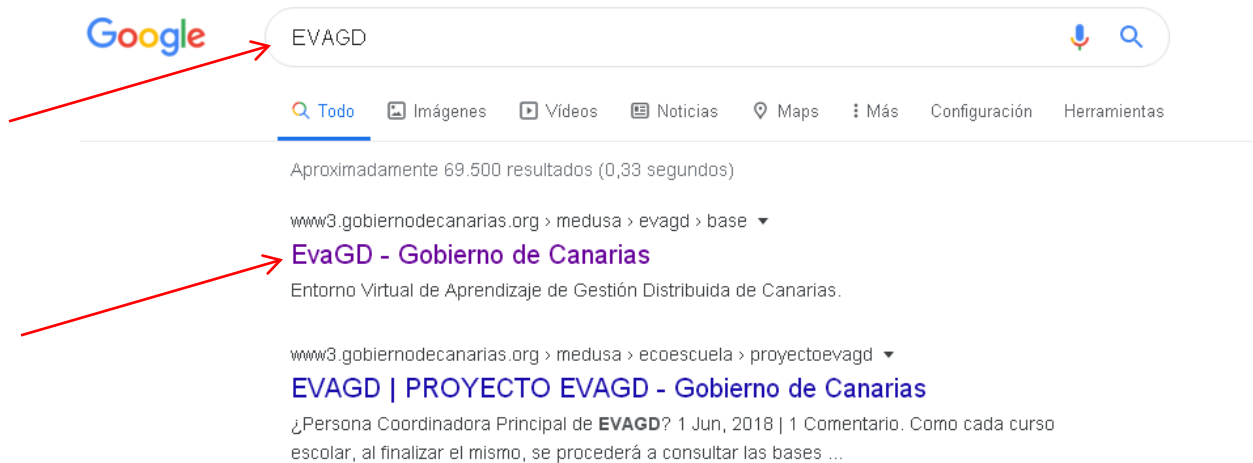 Google EVAGD
Todo Imágenes Vídeos Noticias Maps Más Configuración Herramientas
Aproximadamente 69.500 resultados (0,33 segundos)
www3.gobiernodecanarias.org › medusa › evagd › base
EvaGD - Gobierno de Canarias
Entorno Virtual de Aprendizaje de Gestión Distribuida de Canarias.
www3.gobiernodecanarias.org › medusa › ecoescuela › proyectoevagd
EVAGD | PROYECTO EVAGD - Gobierno de Canarias
¿Persona Coordinadora Principal de EVAGD? 1 Jun, 2018 | 1 Comentario. Como cada curso
escolar, al finalizar el mismo, se procederá a consultar las bases ...